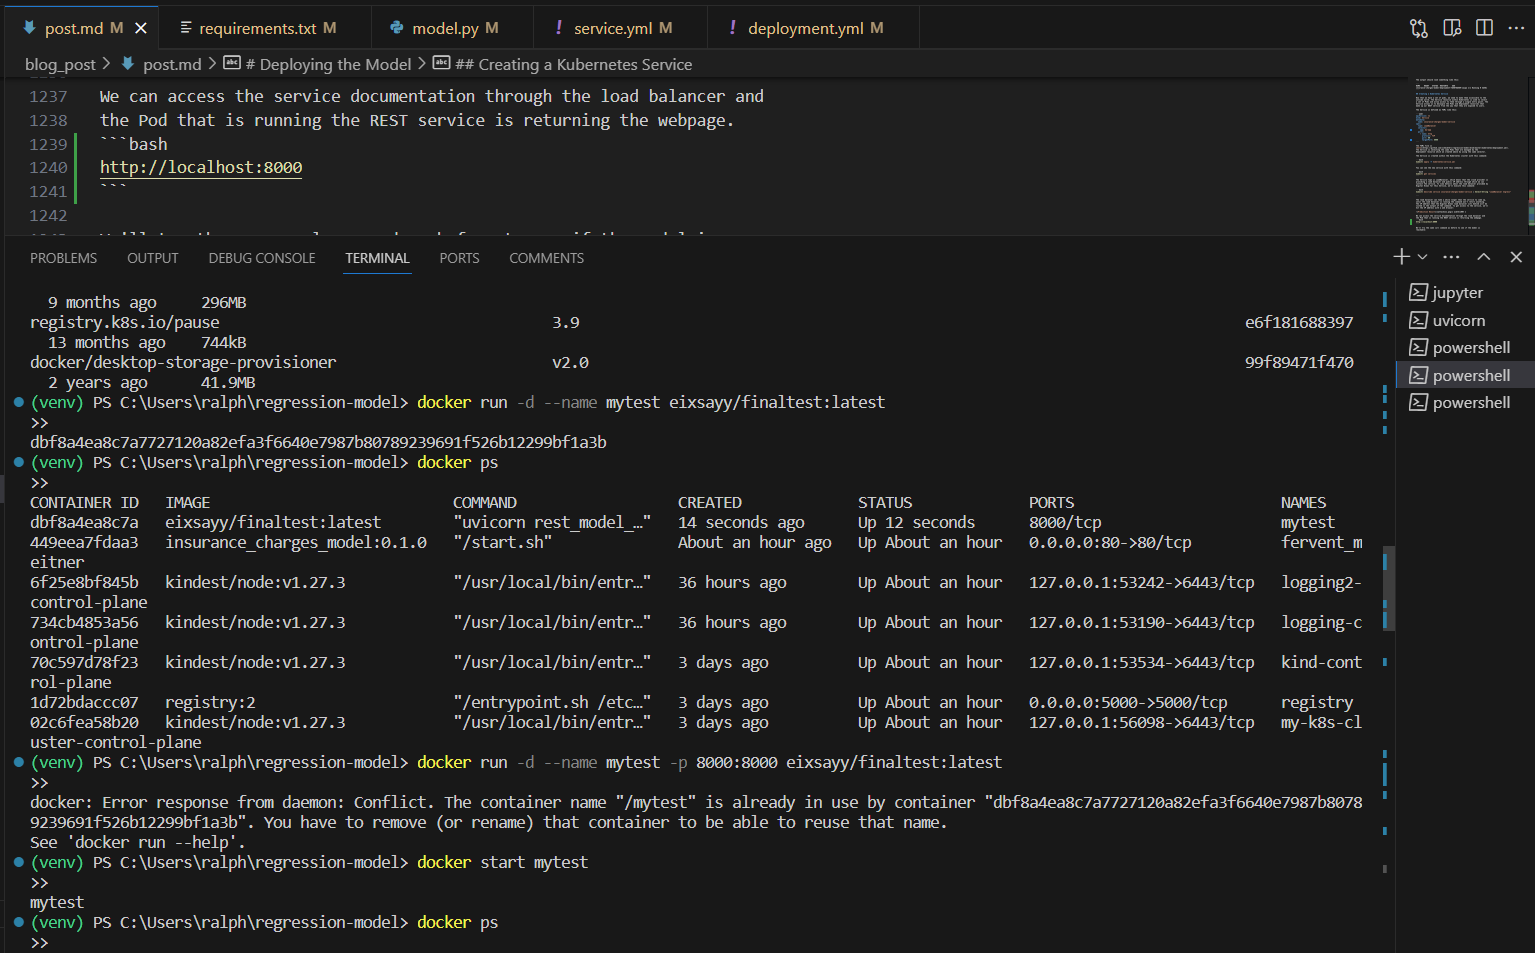 post.md M
requirements.txt M
model.py M
! service.yml M
! deployment.yml M
blog_post > post.md > # Deploying the Model > ## Creating a Kubernetes Service
1237 We can access the service documentation through the load balancer and
1238 the Pod that is running the REST service is returning the webpage.
1239 ```bash
1240 http://localhost:8000
1241 ```
1242
PROBLEMS OUTPUT DEBUG CONSOLE TERMINAL PORTS COMMENTS
9 months ago 296MB
registry.k8s.io/pause 3.9 e6f181688397
13 months ago 744kB
docker/desktop-storage-provisioner v2.0 99f89471f470
2 years ago 41.9MB
(venv) PS C:\Users\ralph\regression-model> docker run -d --name mytest eixsayy/finaltest:latest
>>
dbf8a4ea8c7a7727120a82efa3f6640e7987b80789239691f526b12299bf1a3b
(venv) PS C:\Users\ralph\regression-model> docker ps
>>
CONTAINER ID IMAGE COMMAND CREATED STATUS PORTS NAMES
dbf8a4ea8c7a eixsayy/finaltest:latest "uvicorn rest_model_…" 14 seconds ago Up 12 seconds 8000/tcp mytest
449eea7fdaa3 insurance_charges_model:0.1.0 "/start.sh" About an hour ago Up About an hour 0.0.0.0:80->80/tcp fervent_m
eitner
6f25e8bf845b kindest/node:v1.27.3 "/usr/local/bin/entr…" 36 hours ago Up About an hour 127.0.0.1:53242->6443/tcp logging2-
control-plane
734cb4853a56 kindest/node:v1.27.3 "/usr/local/bin/entr…" 36 hours ago Up About an hour 127.0.0.1:53190->6443/tcp logging-c
ontrol-plane
70c597d78f23 kindest/node:v1.27.3 "/usr/local/bin/entr…" 3 days ago Up About an hour 127.0.0.1:53534->6443/tcp kind-cont
rol-plane
1d72bdaccc07 registry:2 "/entrypoint.sh /etc…" 3 days ago Up About an hour 0.0.0.0:5000->5000/tcp registry
02c6fea58b20 kindest/node:v1.27.3 "/usr/local/bin/entr…" 3 days ago Up About an hour 127.0.0.1:56098->6443/tcp my-k8s-cl
uster-control-plane
(venv) PS C:\Users\ralph\regression-model> docker run -d --name mytest -p 8000:8000 eixsayy/finaltest:latest
>>
docker: Error response from daemon: Conflict. The container name "/mytest" is already in use by container "dbf8a4ea8c7a7727120a82efa3f6640e7987b8078
9239691f526b12299bf1a3b". You have to remove (or rename) that container to be able to reuse that name.
See 'docker run --help'.
(venv) PS C:\Users\ralph\regression-model> docker start mytest
>>
mytest
(venv) PS C:\Users\ralph\regression-model> docker ps
>>
jupyter
uvicorn
powershell
powershell
powershell